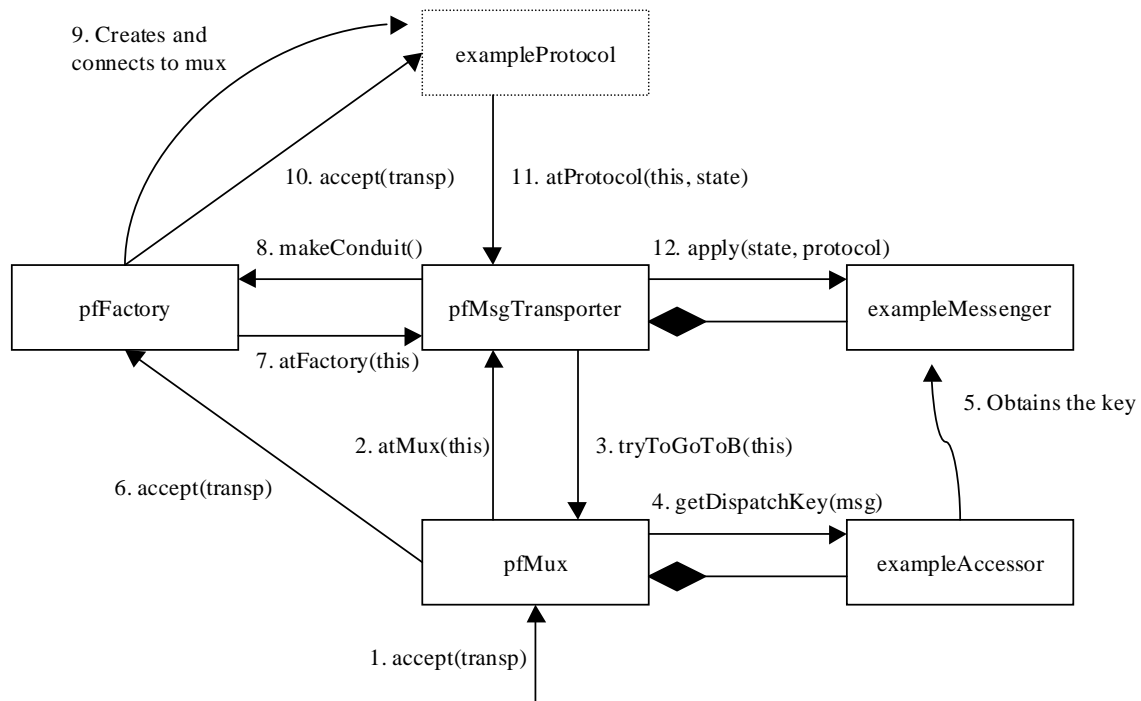 9. Creates and
connects to mux
exampleProtocol
10. accept(transp)
11. atProtocol(this, state)
8. makeConduit()
12. apply(state, protocol)
pfFactory
pfMsgTransporter
exampleMessenger
7. atFactory(this)
5. Obtains the key
2. atMux(this)
3. tryToGoToB(this)
6. accept(transp)
4. getDispatchKey(msg)
pfMux
exampleAccessor
1. accept(transp)